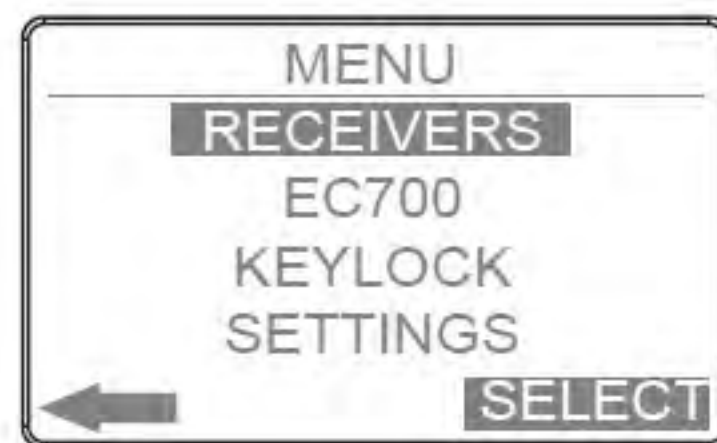 MENU
RECEIVERS
EC700
KEYLOCK
SETTINGS
SELECT